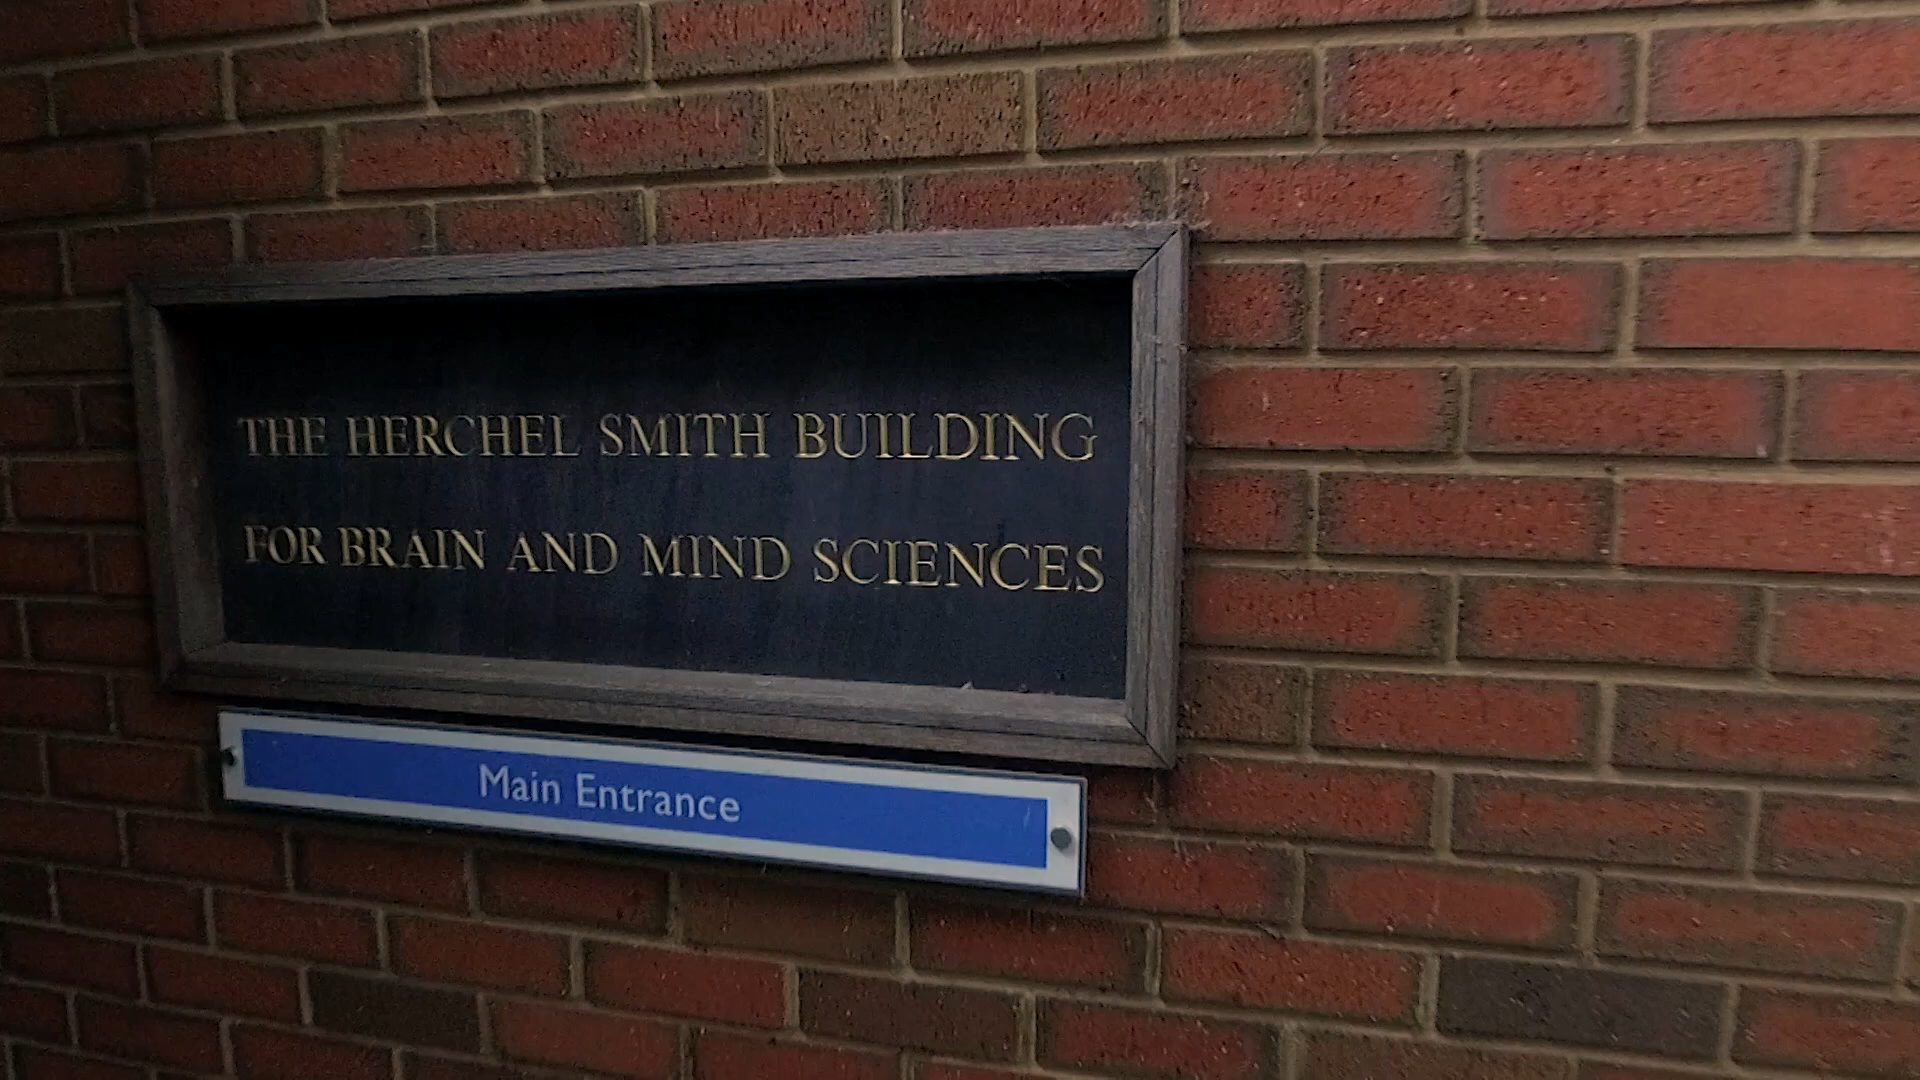 THE HERCHEL SMITH BUILDING
FOR BRAIN AND MIND SCIENCES
Main Entrance